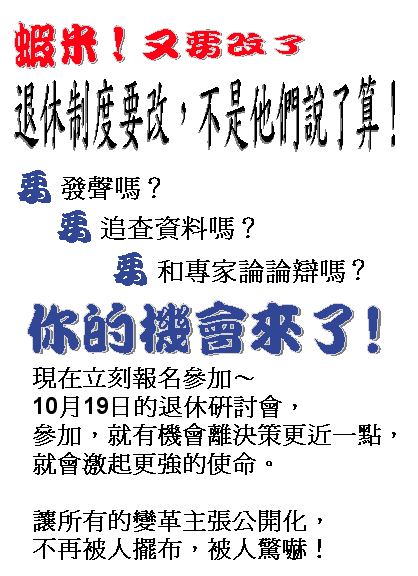 蝦米！又要改了
退休制度要改，不是他們說了算！
要 發聲嗎？
要 追查資料嗎？
要 和專家論論辯嗎？
你的機會來了!
現在立刻報名參加～
10月19日的退休研討會，
參加，就有機會離決策更近一點，
就會激起更強的使命。
讓所有的變革主張公開化，
不再被人擺布，被人驚嚇！